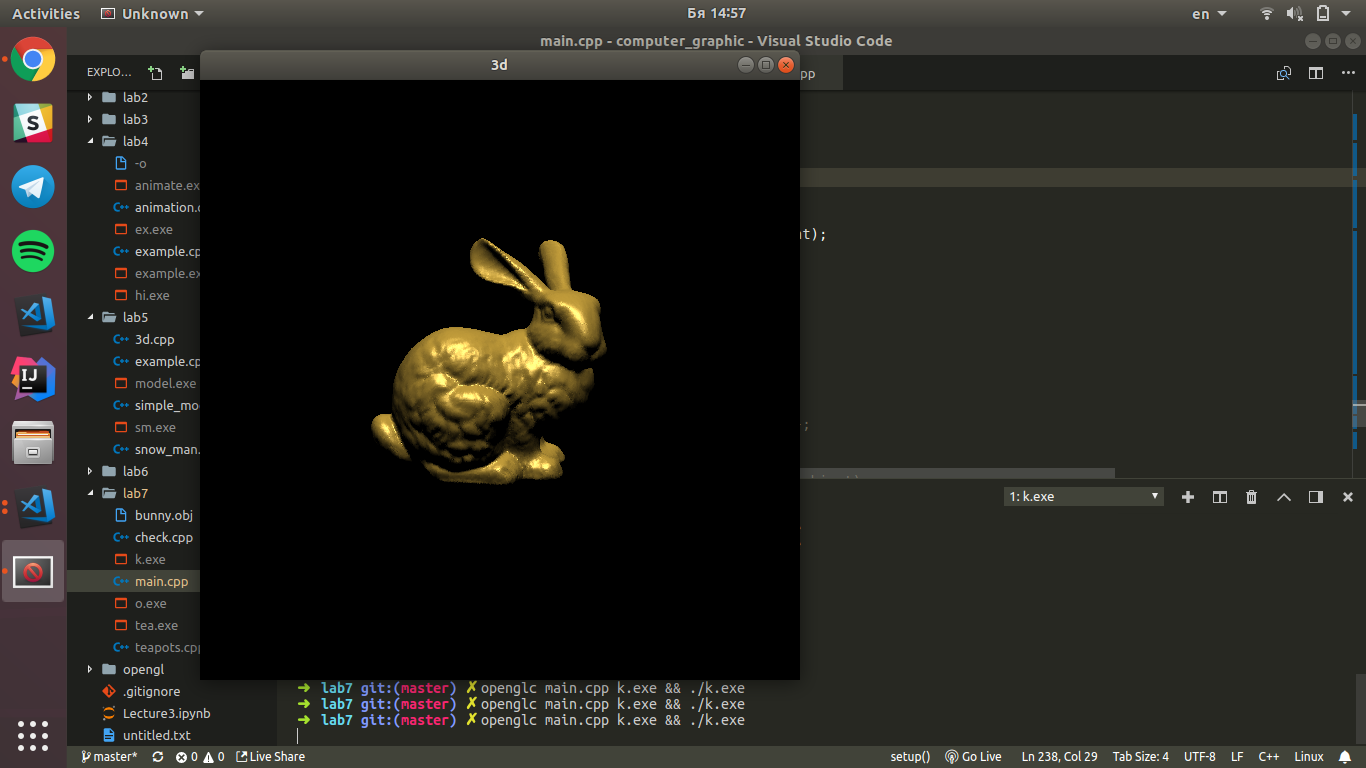 Activities
Unknown
Бя 14:57
en
main.cpp - computer_graphic - Visual Studio Code
EXPLO...
3d
pp
lab2
lab3
lab4
-o
animate.ex
animation.c
ex.exe
example.cp
example.ex
hi.exe
lab5
3d.cpp
example.cp
model.exe
simple_mo
sm.exe
snow_man.
lab6
lab7
bunny.obj
check.cpp
k.exe
main.cpp
o.exe
tea.exe
teapots.cpp
opengl
.gitignore
Lecture3.ipynb
untitled.txt
S
IJ
nt);
;
1: k.exe
➜ lab7 git:(master) ✗ openglc main.cpp k.exe && ./k.exe
➜ lab7 git:(master) ✗ openglc main.cpp k.exe && ./k.exe
➜ lab7 git:(master) ✗ openglc main.cpp k.exe && ./k.exe
master* 0 0 Live Share setup() Go Live Ln 238, Col 29 Tab Size: 4 UTF-8 LF C++ Linux